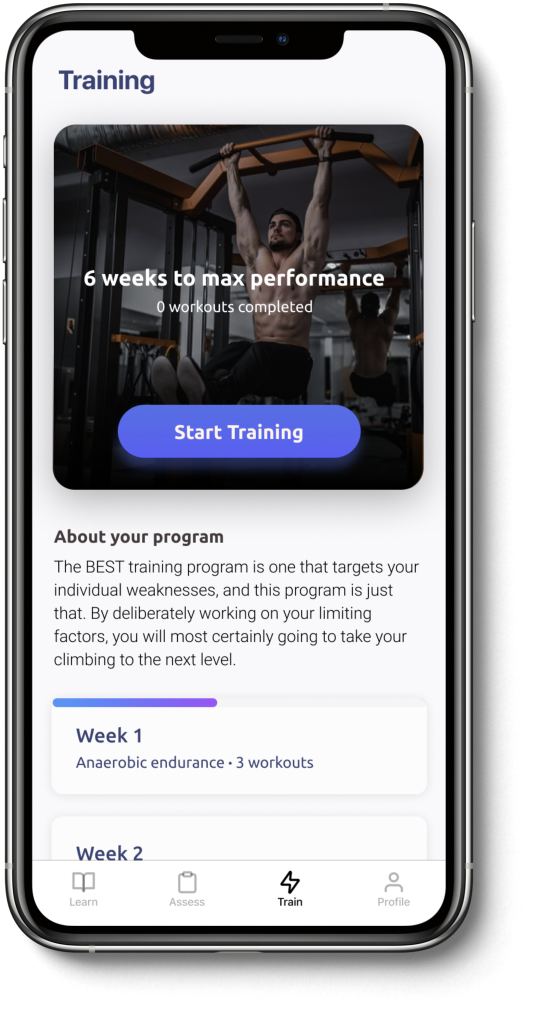 Training
6 weeks to max performance
0 workouts completed
Start Training
About your program
The BEST training program is one that targets your
individual weaknesses, and this program is just
that. By deliberately working on your limiting
factors, you will most certainly going to take your
climbing to the next level.
Week 1
Anaerobic endurance • 3 workouts
Week 2
Learn Assess Train Profile